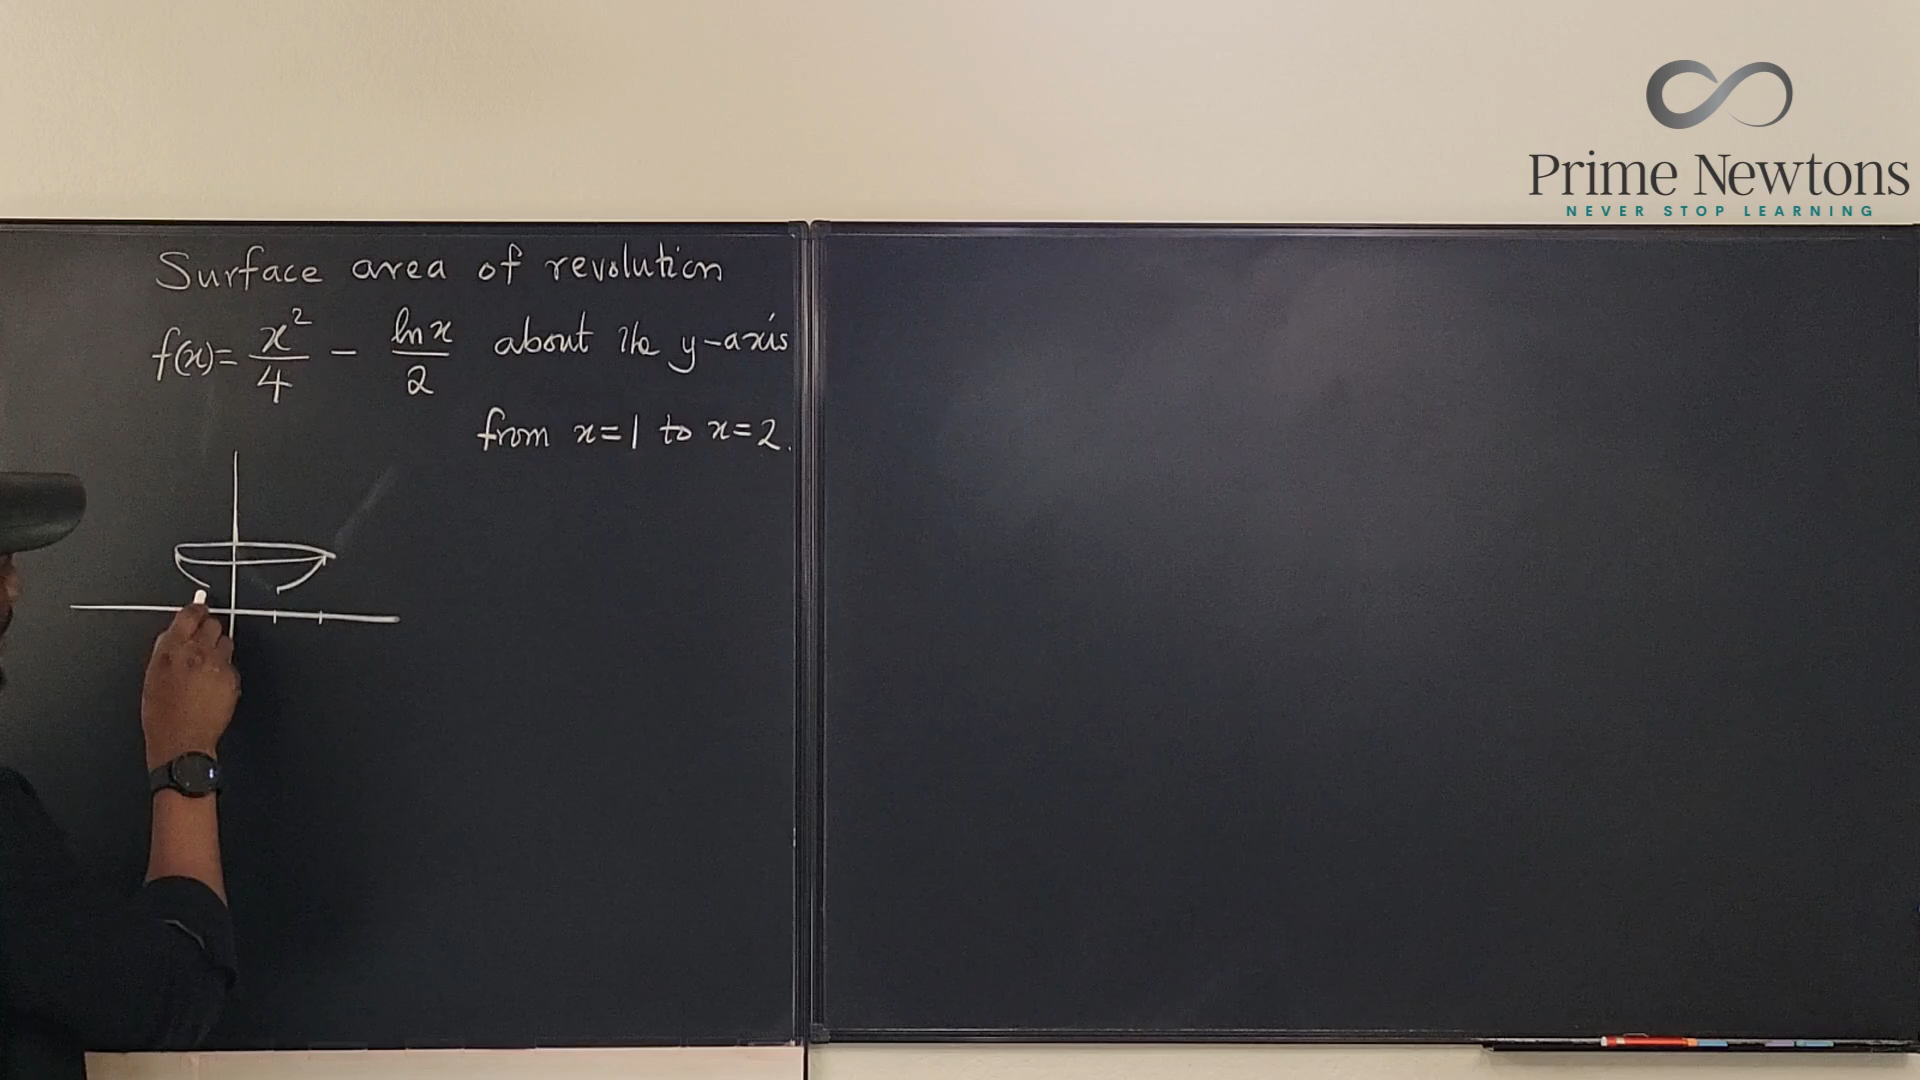 Prime Newtons
NEVER STOP LEARNING
Surface area of revolution
f(x)= x²/4 - ln x/2 about the y-axis
from x=1 to x=2.